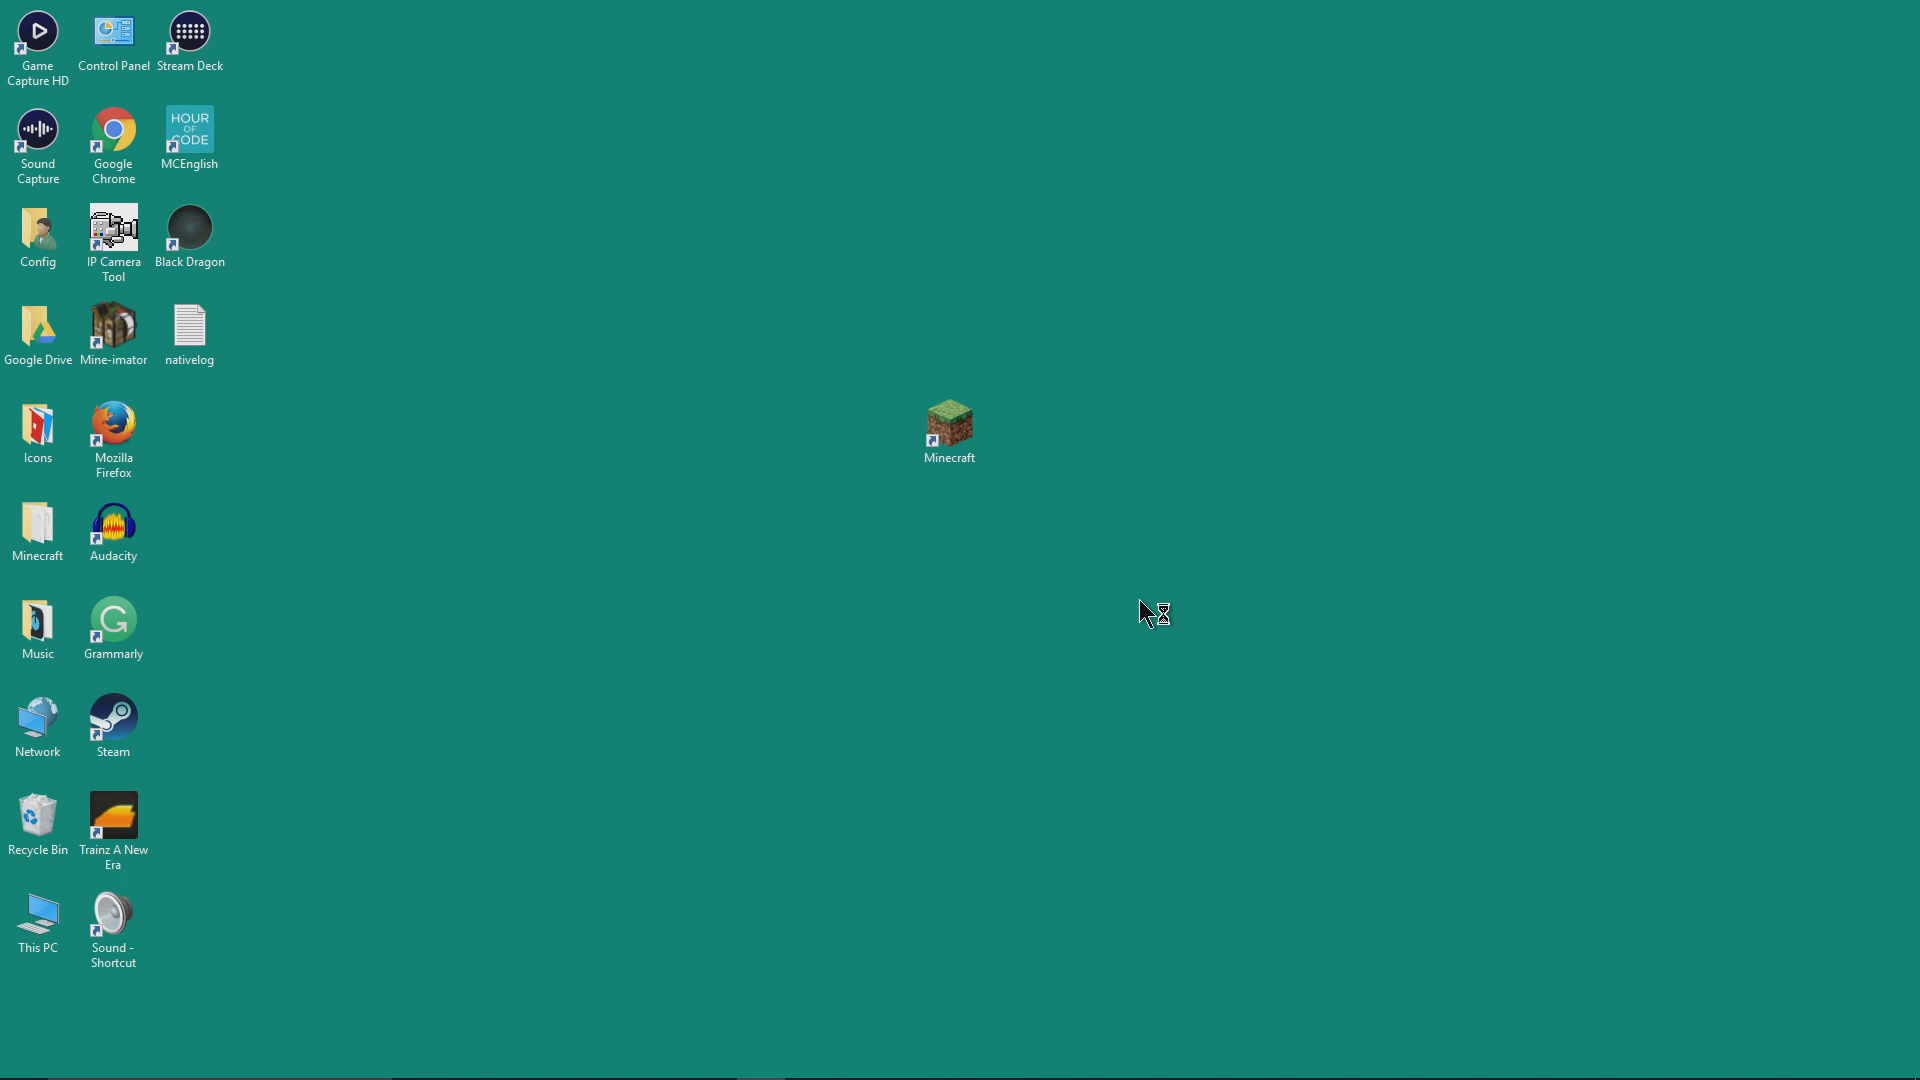 Game
Capture HD
Control Panel
Stream Deck
Sound
Capture
Google
Chrome
HOUR
OF
CODE
MCEnglish
Config
IP Camera
Tool
Black Dragon
Google Drive
Mine-imator
nativelog
Icons
Mozilla
Firefox
Minecraft
Minecraft
Audacity
Music
G
Grammarly
Network
Steam
Recycle Bin
Trainz A New
Era
This PC
Sound -
Shortcut